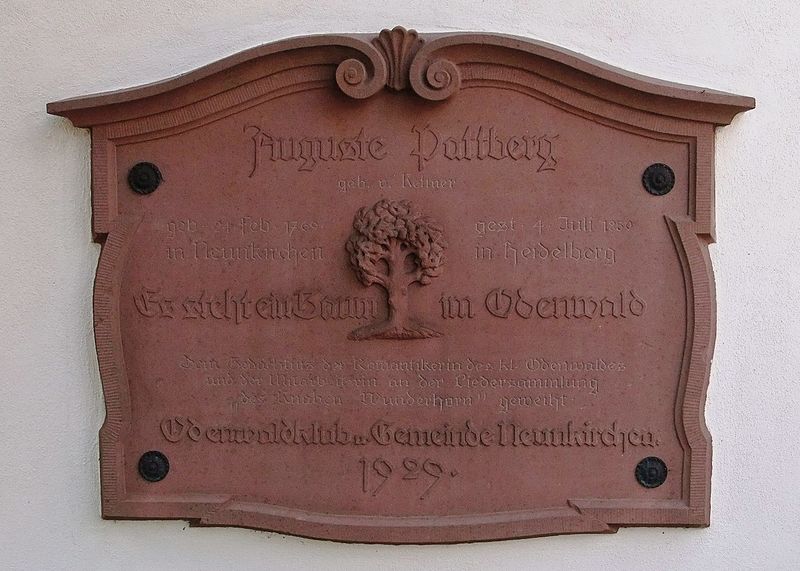 Auguste Pattberg
geb. v. Kettner
geb. 24. Feb. 1769 gest. 4. Juli 1850
in Neunkirchen in Heidelberg
Es steht ein Baum im Odenwald
Dem Gedächtnis der Romantikerin des kl. Odenwaldes
und der Mitarbeiterin an der Liedersammlung
„des Knaben Wunderhorn" geweiht.
Odenwaldklub u. Gemeinde Neunkirchen.
1929.